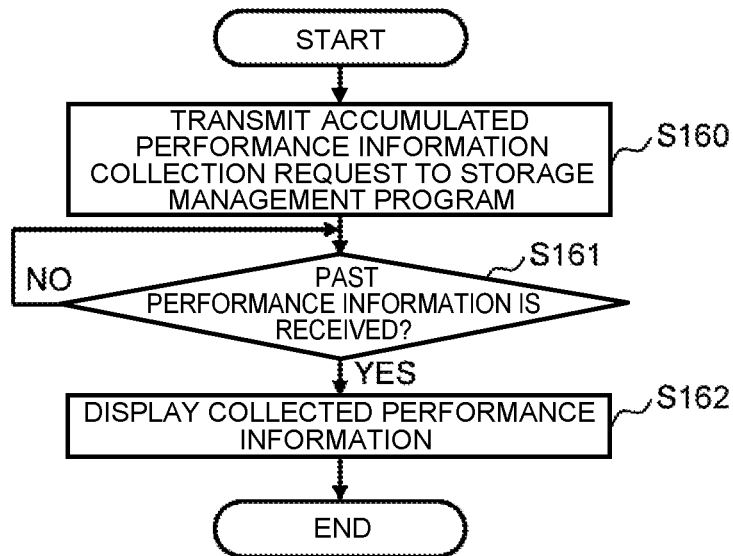 START
TRANSMIT ACCUMULATED
PERFORMANCE INFORMATION
COLLECTION REQUEST TO STORAGE
MANAGEMENT PROGRAM
S160
S161
NO
PAST
PERFORMANCE INFORMATION IS
RECEIVED?
YES
S162
DISPLAY COLLECTED PERFORMANCE
INFORMATION
END